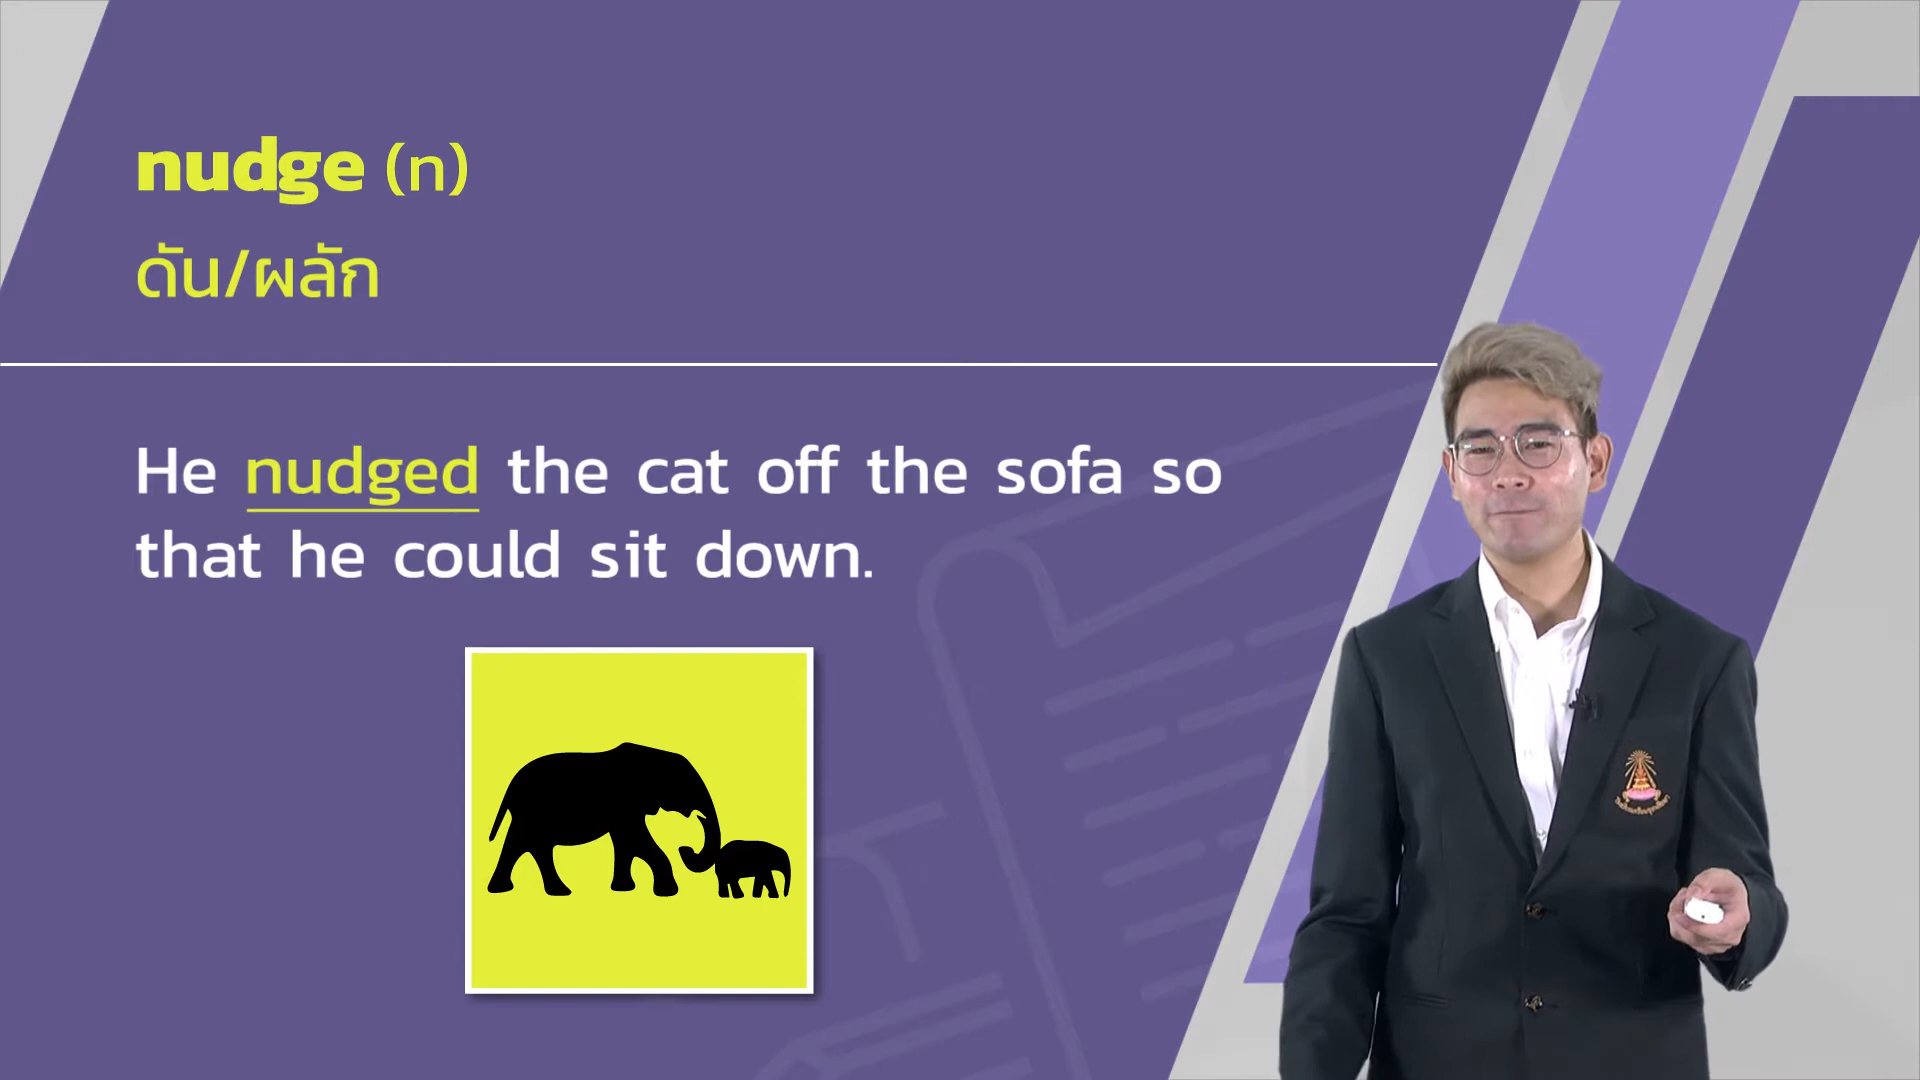 nudge (n)
ดัน/ผลัก
He nudged the cat off the sofa so
that he could sit down.